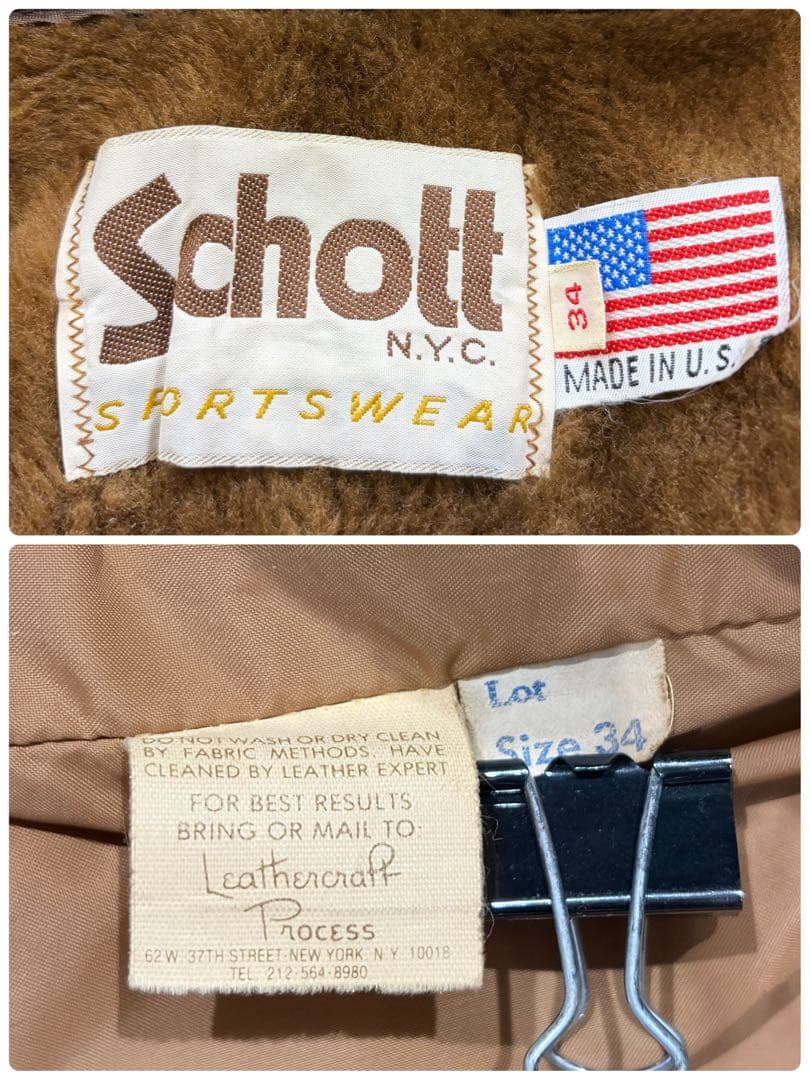 Schott
N.Y.C.
SPORTSWEAR
34
MADE IN U.S.
DO NOT WASH OR DRY CLEAN
BY FABRIC METHODS. HAVE
CLEANED BY LEATHER EXPERT
FOR BEST RESULTS
BRING OR MAIL TO:
Leathercraft
Process
62 W. 37TH STREET-NEW YORK, N Y 10018
TEL. 212-564-8980
Lot
Size 34